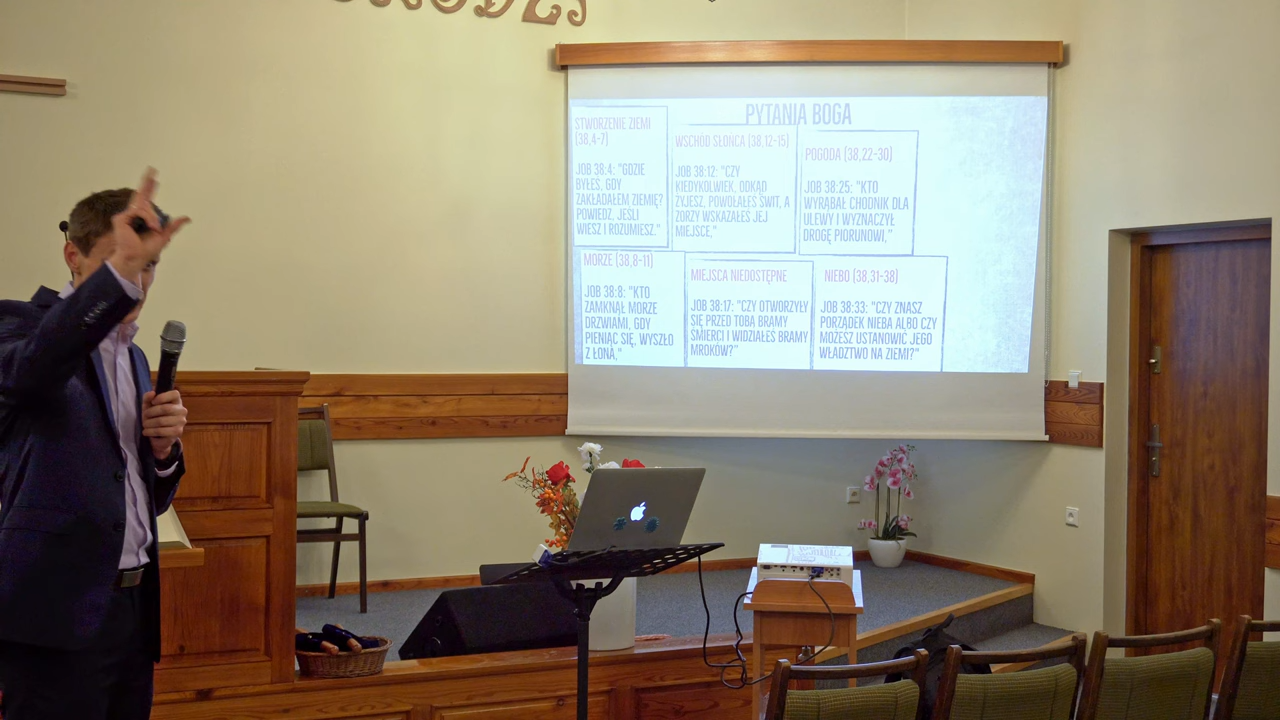 PYTANIA BOGA
STWORZENIE ZIEMI
(38,4-7)
JOB 38:4: "GDZIE
BYŁEŚ, GDY
ZAKŁADAŁEM ZIEMIĘ?
POWIEDZ, JEŚLI
WIESZ I ROZUMIESZ."
WSCHÓD SŁOŃCA (38,12-15)
JOB 38:12: "CZY
KIEDYKOLWIEK, ODKĄD
ŻYJESZ, POWOŁAŁEŚ ŚWIT, A
ZORZY WSKAZAŁEŚ JEJ
MIEJSCE,"
POGODA (38,22-30)
JOB 38:25: "KTO
WYRĄBAŁ CHODNIK DLA
ULEWY I WYZNACZYŁ
DROGĘ PIORUNOWI,"
MORZE (38,8-11)
JOB 38:8: "KTO
ZAMKNĄŁ MORZE
DRZWIAMI, GDY
PIENIĄC SIĘ, WYSZŁO
Z ŁONA,"
MIEJSCA NIEDOSTĘPNE
JOB 38:17: "CZY OTWORZYŁY
SIĘ PRZED TOBĄ BRAMY
ŚMIERCI I WIDZIAŁEŚ BRAMY
MROKÓW?"
NIEBO (38,31-38)
JOB 38:33: "CZY ZNASZ
PORZĄDEK NIEBA ALBO CZY
MOŻESZ USTANOWIĆ JEGO
WŁADZTWO NA ZIEMI?"